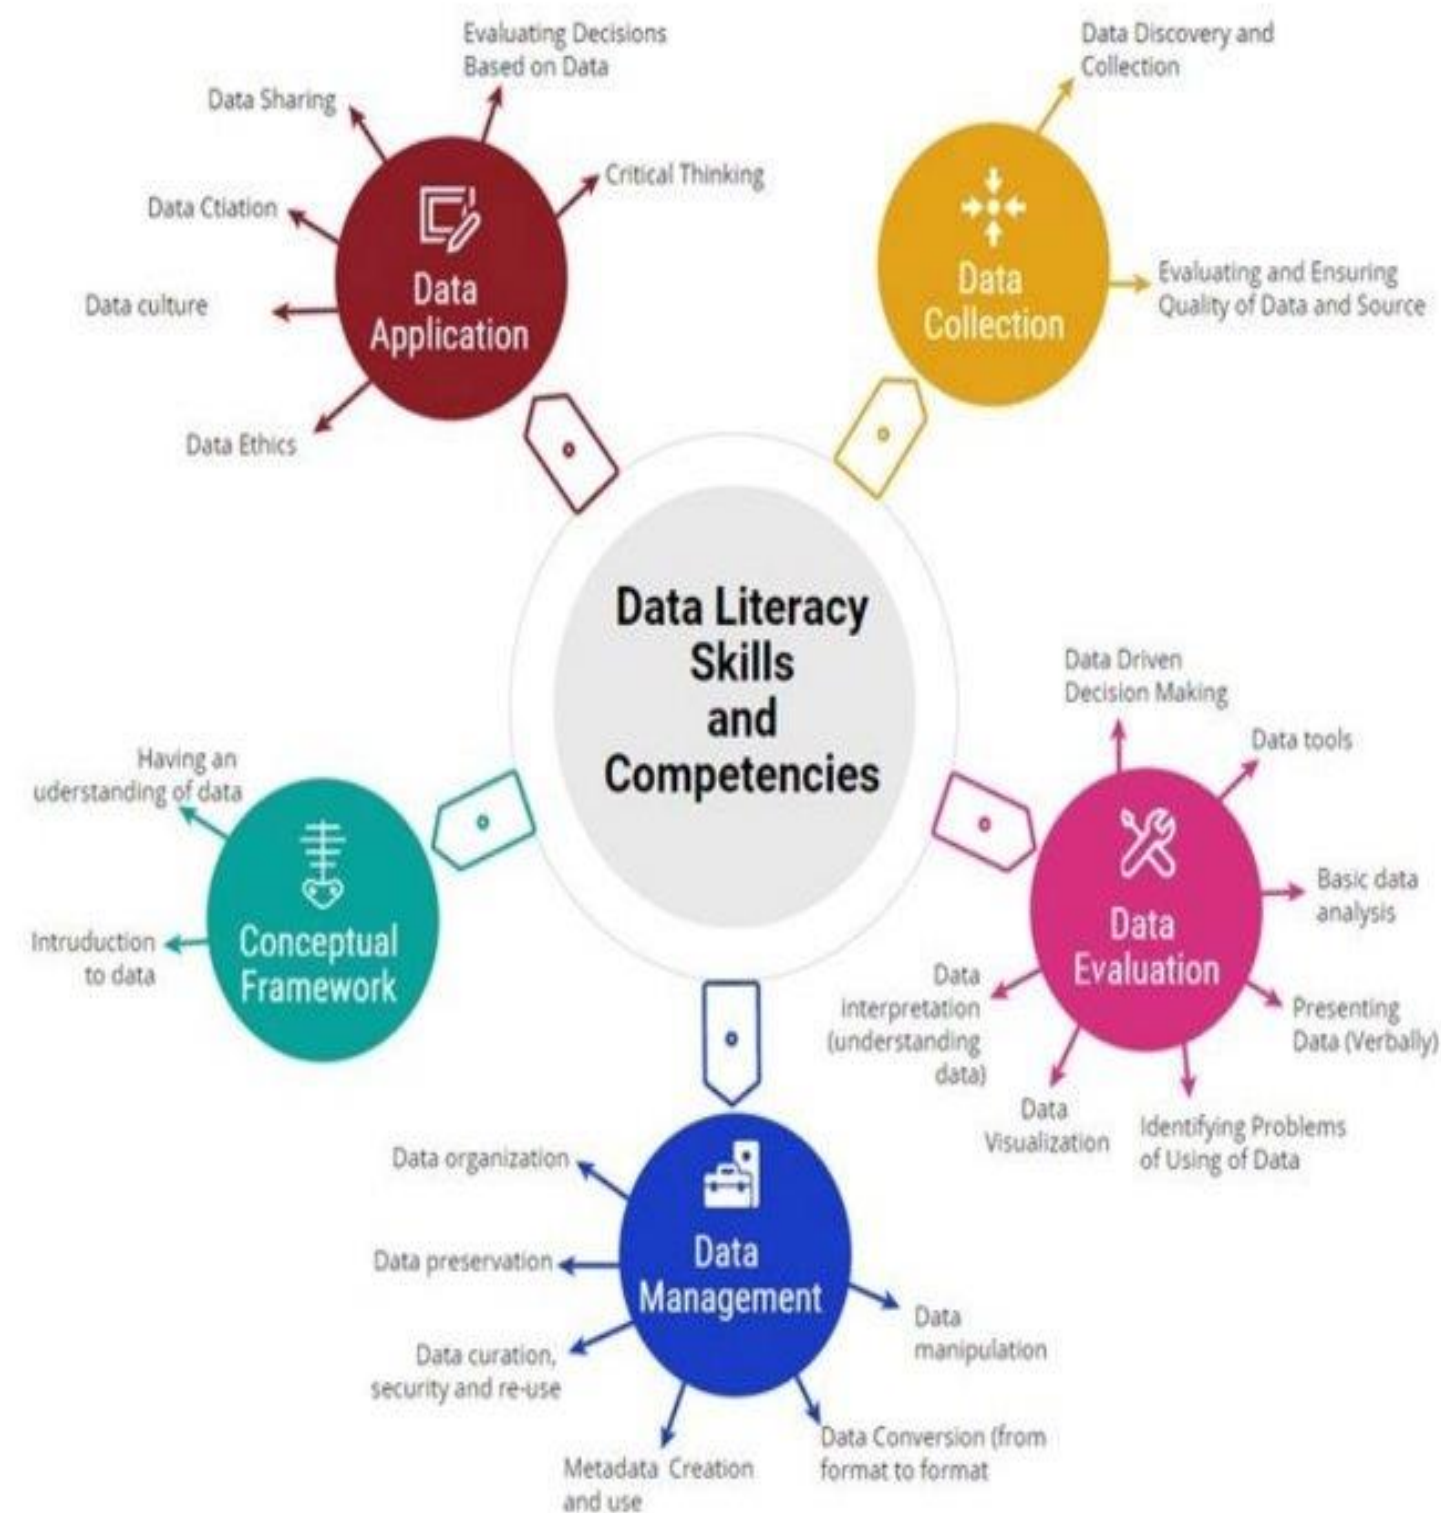 Evaluating Decisions
Based on Data
Data Sharing
Critical Thinking
Data Ctiation
Data culture
Data Ethics
Data
Application
Data Discovery and
Collection
Evaluating and Ensuring
Quality of Data and Source
Data
Collection
Data Literacy
Skills
and
Competencies
Data Driven
Decision Making
Data tools
Basic data
analysis
Presenting
Data (Verbally)
Identifying Problems
of Using of Data
Data
Visualization
Data
interpretation
(understanding
data)
Data
Evaluation
Having an
uderstanding of data
Intruduction
to data
Conceptual
Framework
Data organization
Data preservation
Data curation,
security and re-use
Metadata Creation
and use
Data Conversion (from
format to format
Data
manipulation
Data
Management